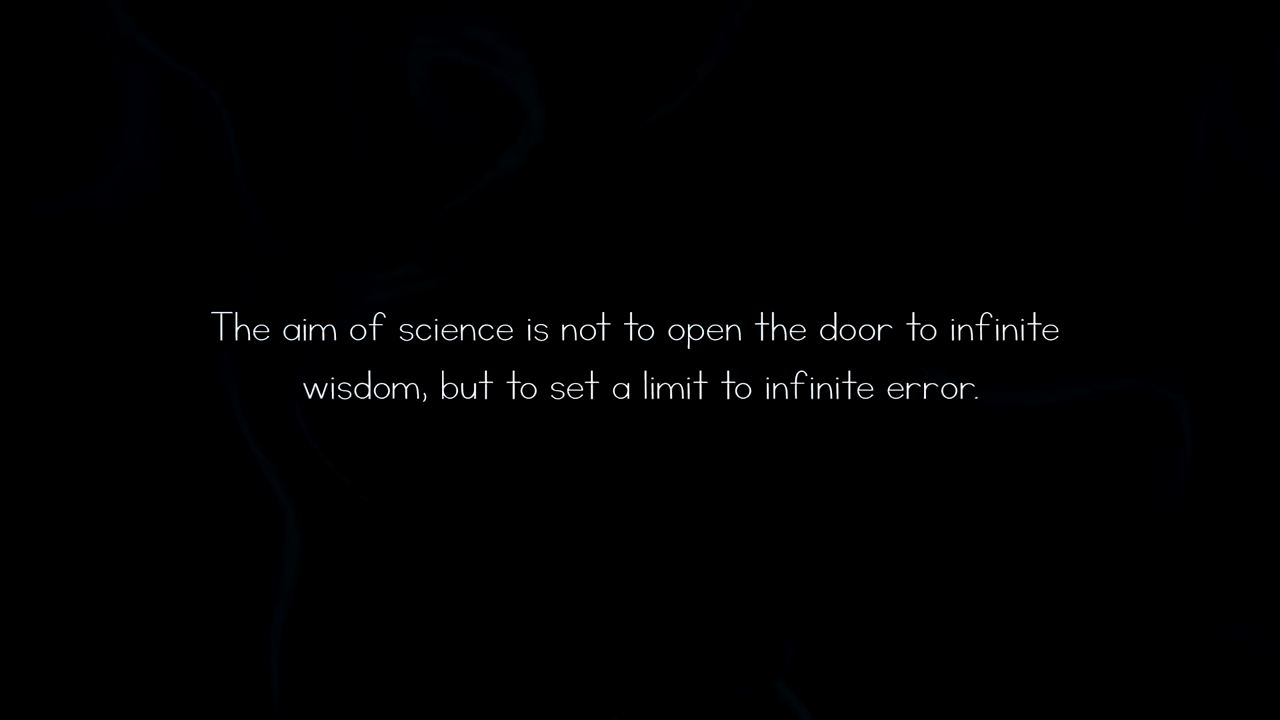 The aim of science is not to open the door to infinite
wisdom, but to set a limit to infinite error.